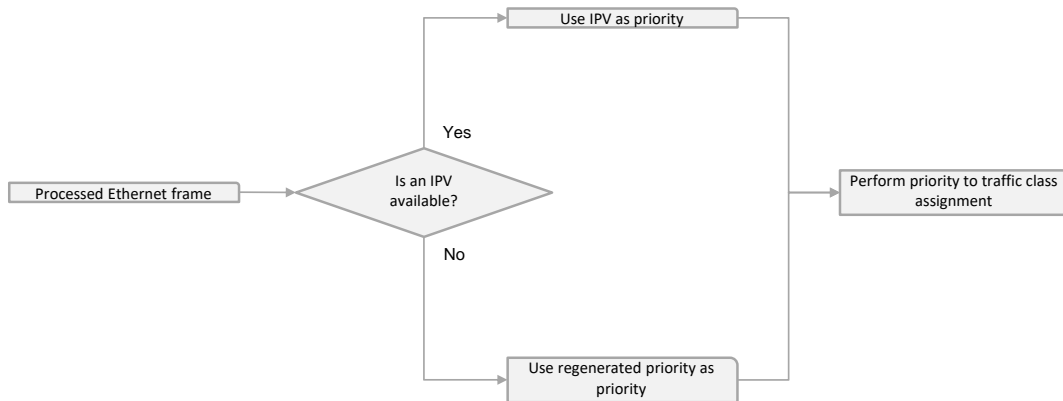 Use IPV as priority
Yes
Processed Ethernet frame
Is an IPV
available?
Perform priority to traffic class
assignment
No
Use regenerated priority as
priority